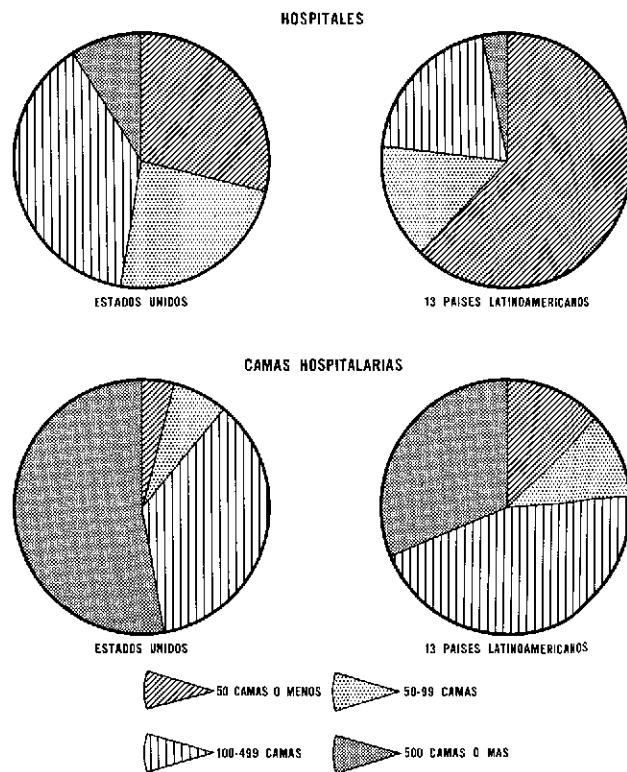 HOSPITALES
ESTADOS UNIDOS
13 PAISES LATINOAMERICANOS
CAMAS HOSPITALARIAS
ESTADOS UNIDOS
13 PAISES LATINOAMERICANOS
50 CAMAS O MENOS
50-99 CAMAS
100-499 CAMAS
500 CAMAS O MAS